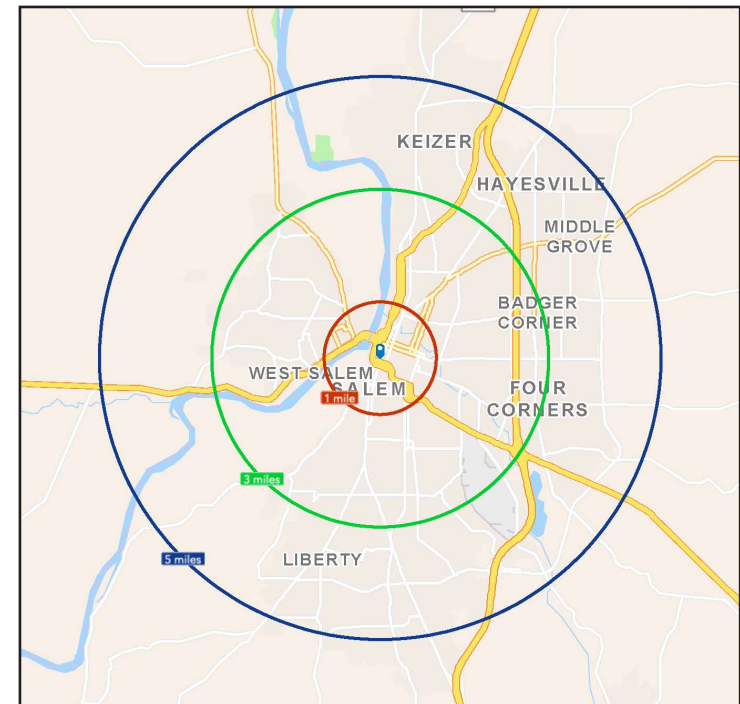 KEIZER
HAYESVILLE
MIDDLE
GROVE
BADGER
CORNER
WEST SALEM
SALEM
1 mile
FOUR
CORNERS
3 miles
5 miles
LIBERTY